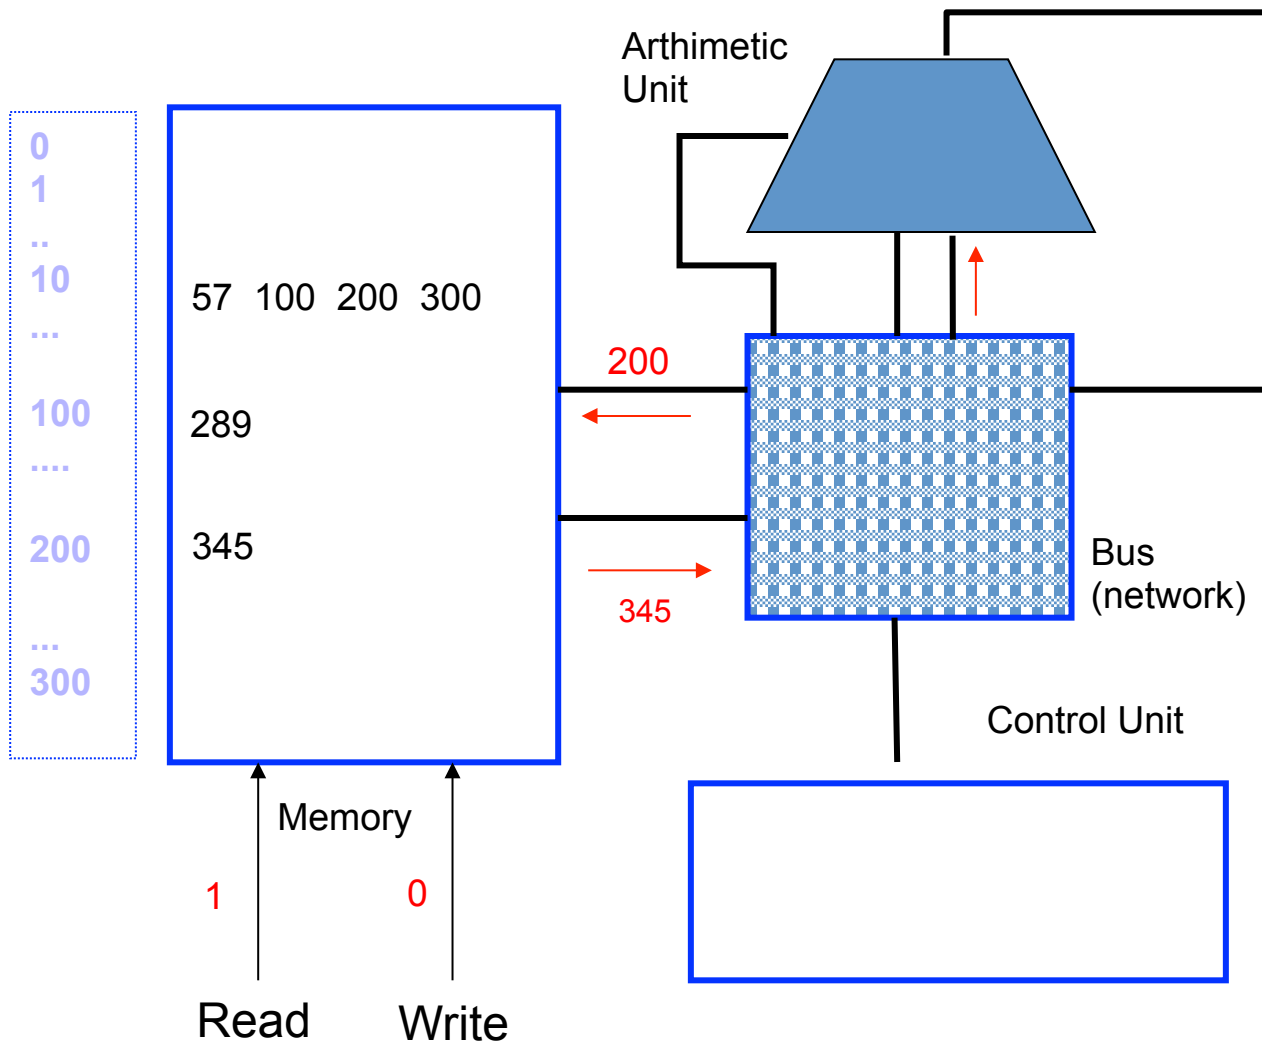 Arthimetic
Unit
0
1
..
10
...
100
....
200
...
300
57 100 200 300
289
345
200
345
Bus
(network)
Control Unit
Memory
1
0
Read
Write